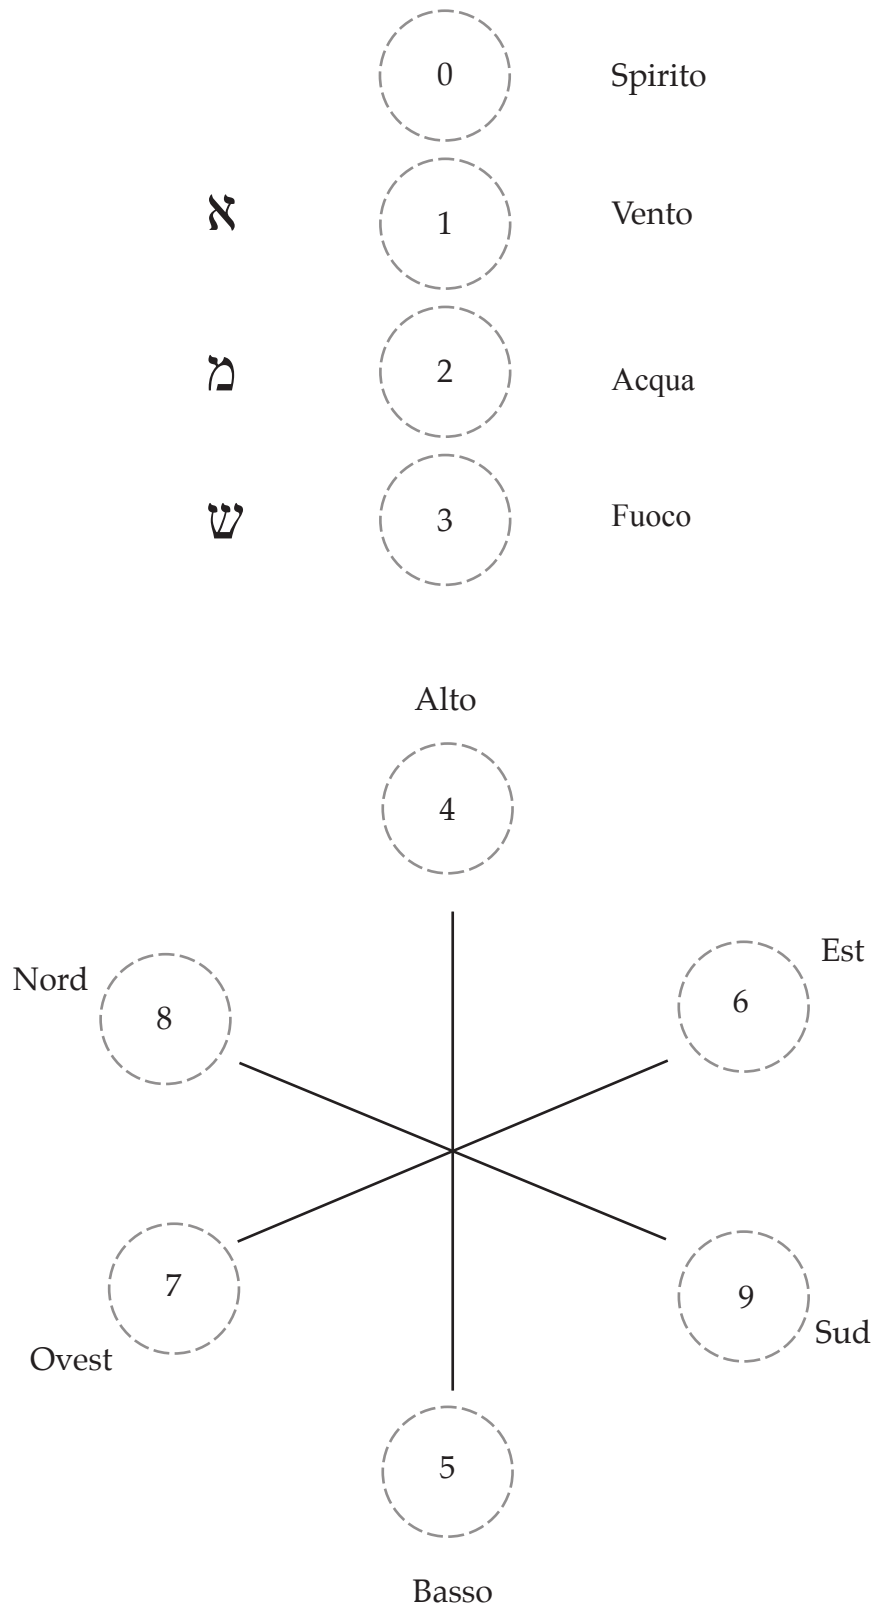 0 Spirito
א 1 Vento
מ 2 Acqua
ש 3 Fuoco
Alto
4
Est
Nord
6
8
7
9
Sud
Ovest
5
Basso